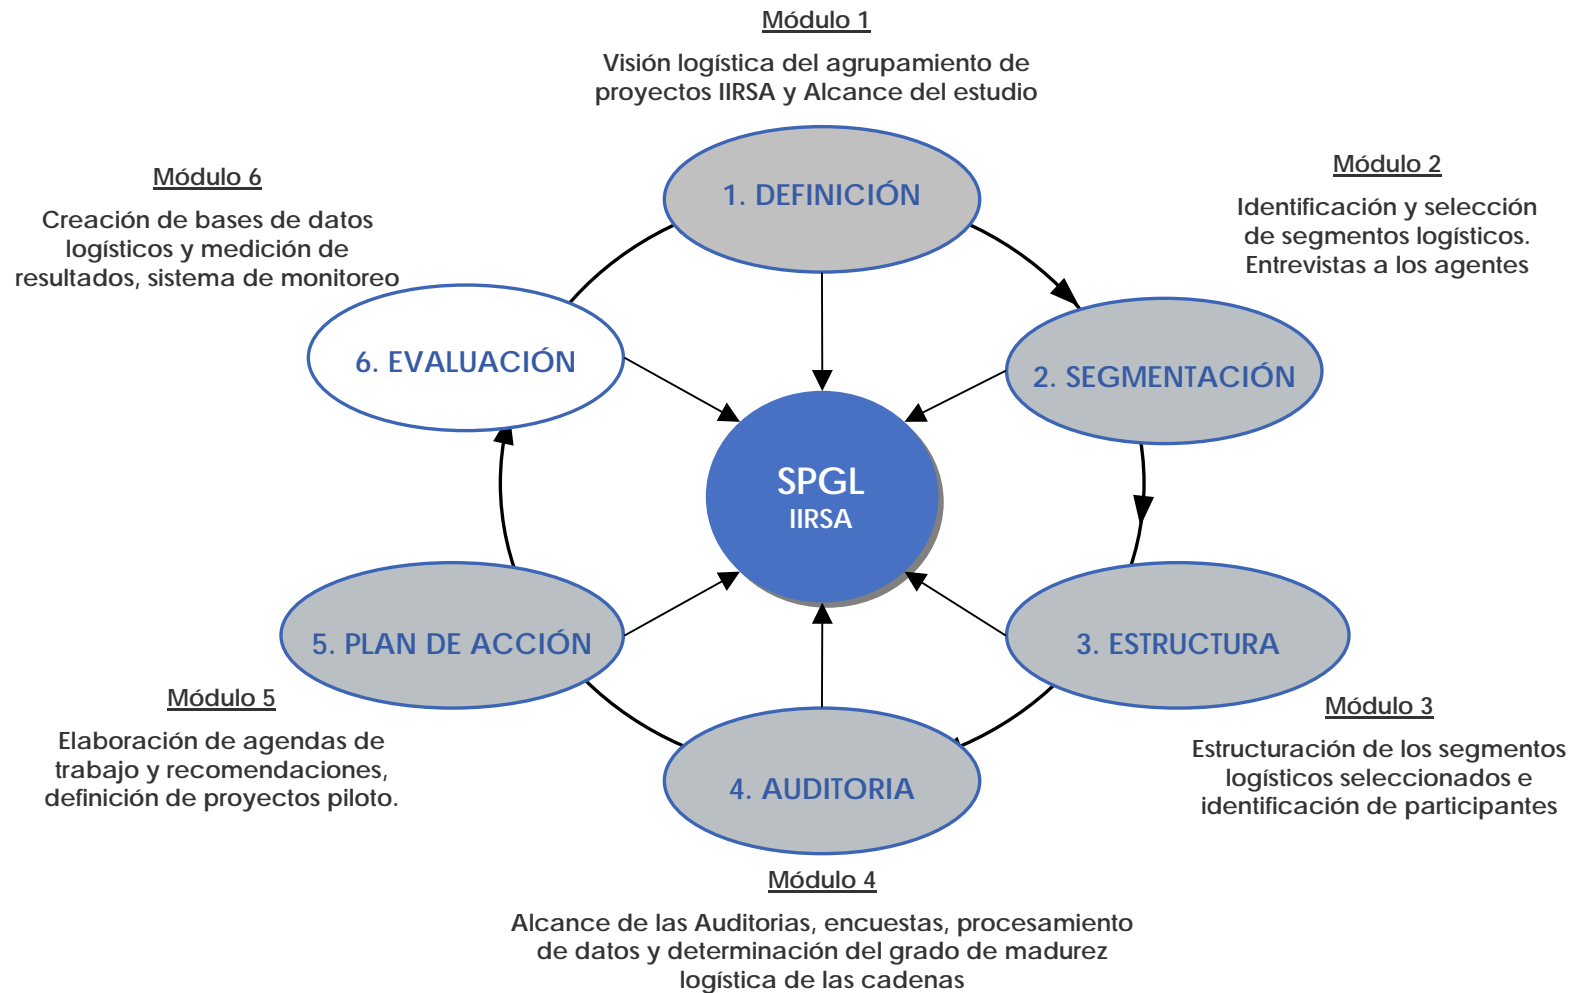 Módulo 1
Visión logística del agrupamiento de
proyectos IIRSA y Alcance del estudio
1. DEFINICIÓN
Módulo 2
Identificación y selección
de segmentos logísticos.
Entrevistas a los agentes
2. SEGMENTACIÓN
Módulo 3
Estructuración de los segmentos
logísticos seleccionados e
identificación de participantes
3. ESTRUCTURA
Módulo 4
Alcance de las Auditorias, encuestas, procesamiento
de datos y determinación del grado de madurez
logística de las cadenas
4. AUDITORIA
Módulo 5
Elaboración de agendas de
trabajo y recomendaciones,
definición de proyectos piloto.
5. PLAN DE ACCIÓN
Módulo 6
Creación de bases de datos
logísticos y medición de
resultados, sistema de monitoreo
6. EVALUACIÓN
SPGL
IIRSA